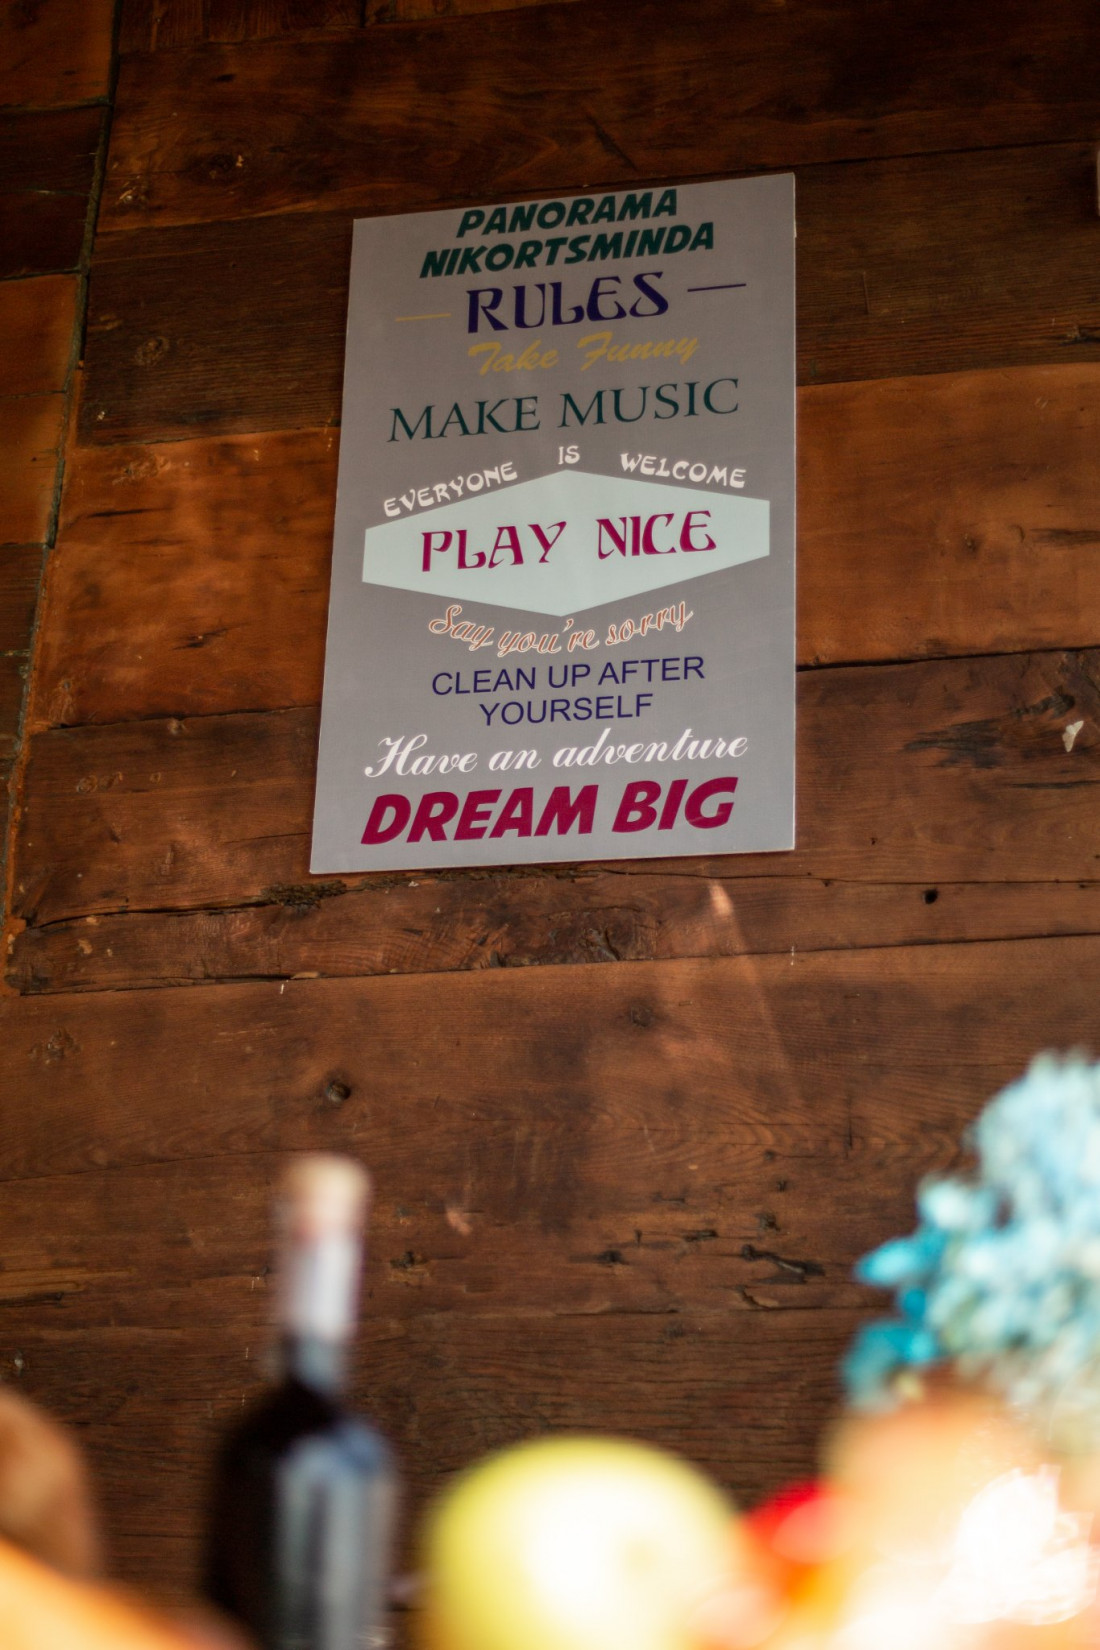 PANORAMA
NIKORTSMINDA
RULES
Take Funny
MAKE MUSIC
EVERYONE IS WELCOME
PLAY NICE
Say you're sorry
CLEAN UP AFTER
YOURSELF
Have an adventure
DREAM BIG